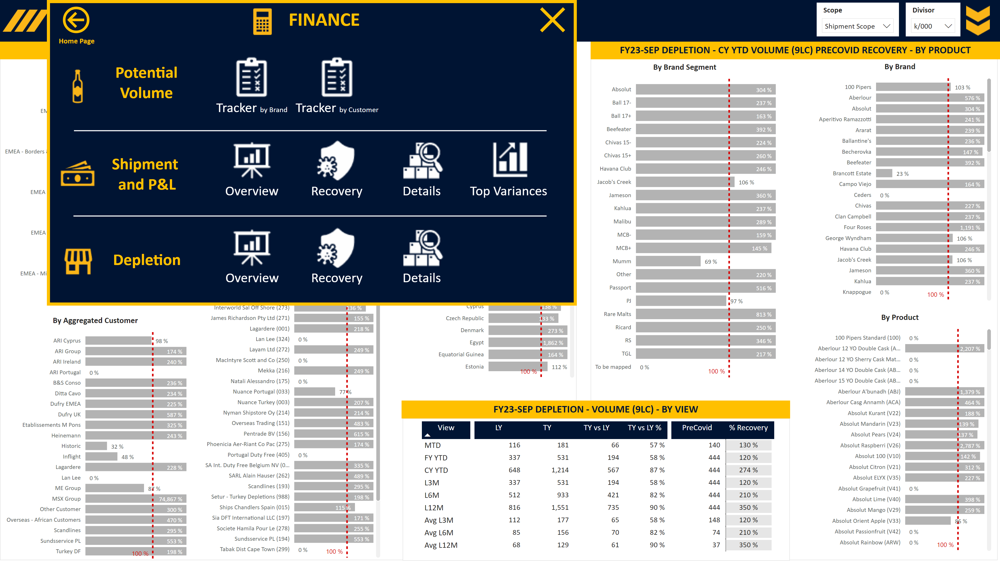 Home Page
FINANCE
Potential
Volume
Tracker by Brand
Tracker by Customer
Shipment
and P&L
Overview
Recovery
Details
Top Variances
Depletion
Overview
Recovery
Details
Scope
Shipment Scope
Divisor
k/000
EM
EMEA - Borders
EMEA
EMEA
EMEA - Mi
By Aggregated Customer
ARI Cyprus 98 %
ARI Group 174 %
ARI Ireland 240 %
ARI Portugal 0 %
B&S Conso 236 %
Ditta Cavo 234 %
Dufry EMEA 225 %
Dufry UK 587 %
Etablissements M Pons 325 %
Heinemann 243 %
Historic 32 %
Inflight 48 %
Lagardere 228 %
Lan Lee 0 %
ME Group 87 %
MSX Group 74,867 %
Other Customer 300 %
Overseas - African Customers 470 %
Scandlines 295 %
Sundsservice PL 553 %
Turkey DF 198 %
100 %
Interworld Sal Off Shore (273) 136 %
James Richardson Pty Ltd (271) 155 %
Lagardere (001) 218 %
Lan Lee (324) 0 %
Layam Ltd (272) 249 %
MacIntyre Scott and Co (250) 0 %
Mekka (216) 249 %
Natali Alessandro (175) 0 %
Nuance Portugal (033) 77 %
Nuance Turkey (003) 207 %
Nyman Shipstore Oy (214) 214 %
Overseas Trading (151) 483 %
Pentrade BV (156) 615 %
Phoenicia Aer-Riant Co Pac (275) 174 %
Portugal Duty Free (405) 0 %
SA Int. Duty Free Belgium NV (0... 335 %
SARL Alain Hauser (262) 489 %
Scandlines (193) 295 %
Setur - Turkey Depletions (988) 198 %
Ships Chandlers Spain (015) 115 %
Sia DFT International LLC (197) 171 %
Societe Hamila Pour Le (278) 255 %
Sundsservice PL (194) 553 %
Tabak Dist Cape Town (299) 0 %
100 %
Cyprus 138 %
Czech Republic 133 %
Denmark 273 %
Egypt 1,862 %
Equatorial Guinea 164 %
Estonia 112 %
100 %
FY23-SEP DEPLETION - CY YTD VOLUME (9LC) PRECOVID RECOVERY - BY PRODUCT
By Brand Segment
Absolut 304 %
Ball 17- 237 %
Ball 17+ 163 %
Beefeater 392 %
Chivas 15- 224 %
Chivas 15+ 260 %
Havana Club 246 %
Jacob's Creek 106 %
Jameson 360 %
Kahlua 237 %
Malibu 289 %
MCB- 159 %
MCB+ 145 %
Mumm 69 %
Other 220 %
Passport 516 %
PJ 97 %
Rare Malts 813 %
Ricard 250 %
RS 346 %
TGL 217 %
To be mapped 0 %
100 %
By Brand
100 Pipers 103 %
Aberlour 576 %
Absolut 304 %
Aperitivo Ramazzotti 241 %
Ararat 239 %
Ballantine's 236 %
Becherovka 147 %
Beefeater 392 %
Brancott Estate 23 %
Campo Viejo 164 %
Ceders 0 %
Chivas 227 %
Clan Campbell 237 %
Four Roses 1,191 %
George Wyndham 106 %
Havana Club 246 %
Jacob's Creek 106 %
Jameson 360 %
Kahlua 237 %
Knappogue 0 %
100 %
By Product
100 Pipers Standard (100) 0 %
Aberlour 12 YO Double Cask (A... 2,207 %
Aberlour 12 YO Sherry Cask Mat... 0 %
Aberlour 14 YO Double Cask (AB... 0 %
Aberlour 15 YO Double Cask (AB... 0 %
Aberlour A'bunadh (ABJ) 1,379 %
Aberlour Casg Annamh (ACA) 464 %
Absolut Kurant (V22) 188 %
Absolut Mandarin (V23) 139 %
Absolut Pears (V24) 137 %
Absolut Raspberri (V26) 2,787 %
Absolut 100 (V10) 142 %
Absolut Citron (V21) 312 %
Absolut ELYX (V35) 227 %
Absolut Grapefruit (V41) 0 %
Absolut Lime (V40) 398 %
Absolut Mango (V29) 259 %
Absolut Orient Apple (V33) 86 %
Absolut Passionfruit (V42) 0 %
Absolut Rainbow (ARW) 0 %
100 %
FY23-SEP DEPLETION - VOLUME (9LC) - BY VIEW
View LY TY TY vs LY TY vs LY % PreCovid % Recovery
MTD 116 181 66 57 % 140 130 %
FY YTD 337 531 194 58 % 444 120 %
CY YTD 648 1,214 567 87 % 444 274 %
L3M 337 531 194 58 % 444 120 %
L6M 512 933 421 82 % 444 210 %
L12M 816 1,551 735 90 % 444 350 %
Avg L3M 112 177 65 58 % 148 120 %
Avg L6M 85 156 70 82 % 74 210 %
Avg L12M 68 129 61 90 % 37 350 %